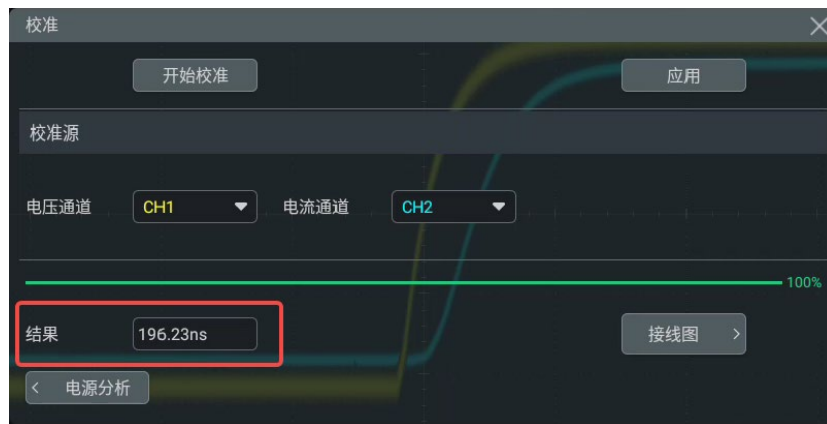 校准
开始校准 应用
校准源
电压通道 CH1 电流通道 CH2
100%
结果 196.23ns 接线图
电源分析